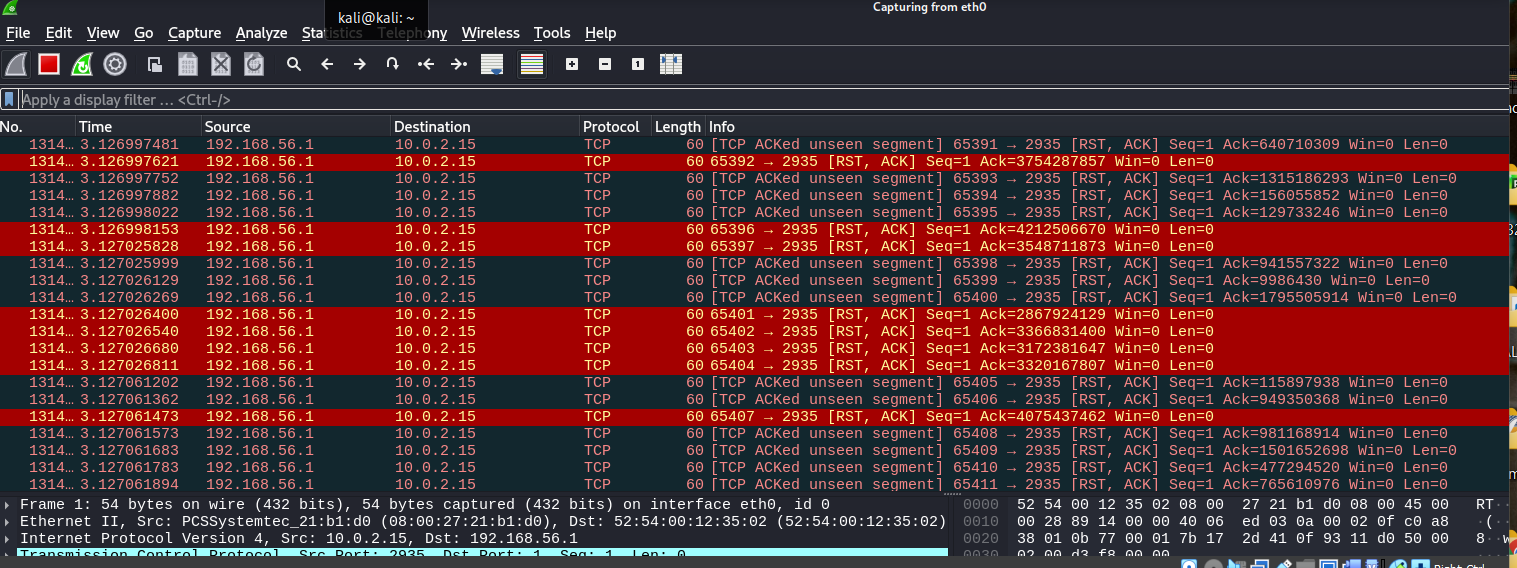 Capturing from eth0
kali@kali: ~
File Edit View Go Capture Analyze Statistics Telephony Wireless Tools Help
Apply a display filter … <Ctrl-/>
No. Time Source Destination Protocol Length Info
1314… 3.126997481 192.168.56.1 10.0.2.15 TCP 60 [TCP ACKed unseen segment] 65391 → 2935 [RST, ACK] Seq=1 Ack=640710309 Win=0 Len=0
1314… 3.126997621 192.168.56.1 10.0.2.15 TCP 60 65392 → 2935 [RST, ACK] Seq=1 Ack=3754287857 Win=0 Len=0
1314… 3.126997752 192.168.56.1 10.0.2.15 TCP 60 [TCP ACKed unseen segment] 65393 → 2935 [RST, ACK] Seq=1 Ack=1315186293 Win=0 Len=0
1314… 3.126997882 192.168.56.1 10.0.2.15 TCP 60 [TCP ACKed unseen segment] 65394 → 2935 [RST, ACK] Seq=1 Ack=156055852 Win=0 Len=0
1314… 3.126998022 192.168.56.1 10.0.2.15 TCP 60 [TCP ACKed unseen segment] 65395 → 2935 [RST, ACK] Seq=1 Ack=129733246 Win=0 Len=0
1314… 3.126998153 192.168.56.1 10.0.2.15 TCP 60 65396 → 2935 [RST, ACK] Seq=1 Ack=4212506670 Win=0 Len=0
1314… 3.127025828 192.168.56.1 10.0.2.15 TCP 60 65397 → 2935 [RST, ACK] Seq=1 Ack=3548711873 Win=0 Len=0
1314… 3.127025999 192.168.56.1 10.0.2.15 TCP 60 [TCP ACKed unseen segment] 65398 → 2935 [RST, ACK] Seq=1 Ack=941557322 Win=0 Len=0
1314… 3.127026129 192.168.56.1 10.0.2.15 TCP 60 [TCP ACKed unseen segment] 65399 → 2935 [RST, ACK] Seq=1 Ack=9986430 Win=0 Len=0
1314… 3.127026269 192.168.56.1 10.0.2.15 TCP 60 [TCP ACKed unseen segment] 65400 → 2935 [RST, ACK] Seq=1 Ack=1795505914 Win=0 Len=0
1314… 3.127026400 192.168.56.1 10.0.2.15 TCP 60 65401 → 2935 [RST, ACK] Seq=1 Ack=2867924129 Win=0 Len=0
1314… 3.127026540 192.168.56.1 10.0.2.15 TCP 60 65402 → 2935 [RST, ACK] Seq=1 Ack=3366831400 Win=0 Len=0
1314… 3.127026680 192.168.56.1 10.0.2.15 TCP 60 65403 → 2935 [RST, ACK] Seq=1 Ack=3172381647 Win=0 Len=0
1314… 3.127026811 192.168.56.1 10.0.2.15 TCP 60 65404 → 2935 [RST, ACK] Seq=1 Ack=3320167807 Win=0 Len=0
1314… 3.127061202 192.168.56.1 10.0.2.15 TCP 60 [TCP ACKed unseen segment] 65405 → 2935 [RST, ACK] Seq=1 Ack=115897938 Win=0 Len=0
1314… 3.127061362 192.168.56.1 10.0.2.15 TCP 60 [TCP ACKed unseen segment] 65406 → 2935 [RST, ACK] Seq=1 Ack=949350368 Win=0 Len=0
1314… 3.127061473 192.168.56.1 10.0.2.15 TCP 60 65407 → 2935 [RST, ACK] Seq=1 Ack=4075437462 Win=0 Len=0
1314… 3.127061573 192.168.56.1 10.0.2.15 TCP 60 [TCP ACKed unseen segment] 65408 → 2935 [RST, ACK] Seq=1 Ack=981168914 Win=0 Len=0
1314… 3.127061683 192.168.56.1 10.0.2.15 TCP 60 [TCP ACKed unseen segment] 65409 → 2935 [RST, ACK] Seq=1 Ack=1501652698 Win=0 Len=0
1314… 3.127061783 192.168.56.1 10.0.2.15 TCP 60 [TCP ACKed unseen segment] 65410 → 2935 [RST, ACK] Seq=1 Ack=477294520 Win=0 Len=0
1314… 3.127061894 192.168.56.1 10.0.2.15 TCP 60 [TCP ACKed unseen segment] 65411 → 2935 [RST, ACK] Seq=1 Ack=765610976 Win=0 Len=0
Frame 1: 54 bytes on wire (432 bits), 54 bytes captured (432 bits) on interface eth0, id 0
Ethernet II, Src: PCSSystemtec_21:b1:d0 (08:00:27:21:b1:d0), Dst: 52:54:00:12:35:02 (52:54:00:12:35:02)
Internet Protocol Version 4, Src: 10.0.2.15, Dst: 192.168.56.1
Transmission Control Protocol, Src Port: 2935, Dst Port: 1, Seq: 1, Len: 0
0000 52 54 00 12 35 02 08 00 27 21 b1 d0 08 00 45 00 RT··
0010 00 28 89 14 00 00 40 06 ed 03 0a 00 02 0f c0 a8 ·(··
0020 38 01 0b 77 00 01 7b 17 2d 41 0f 93 11 d0 50 00 8··w
0030 02 00 d3 f8 00 00
Right Ctrl